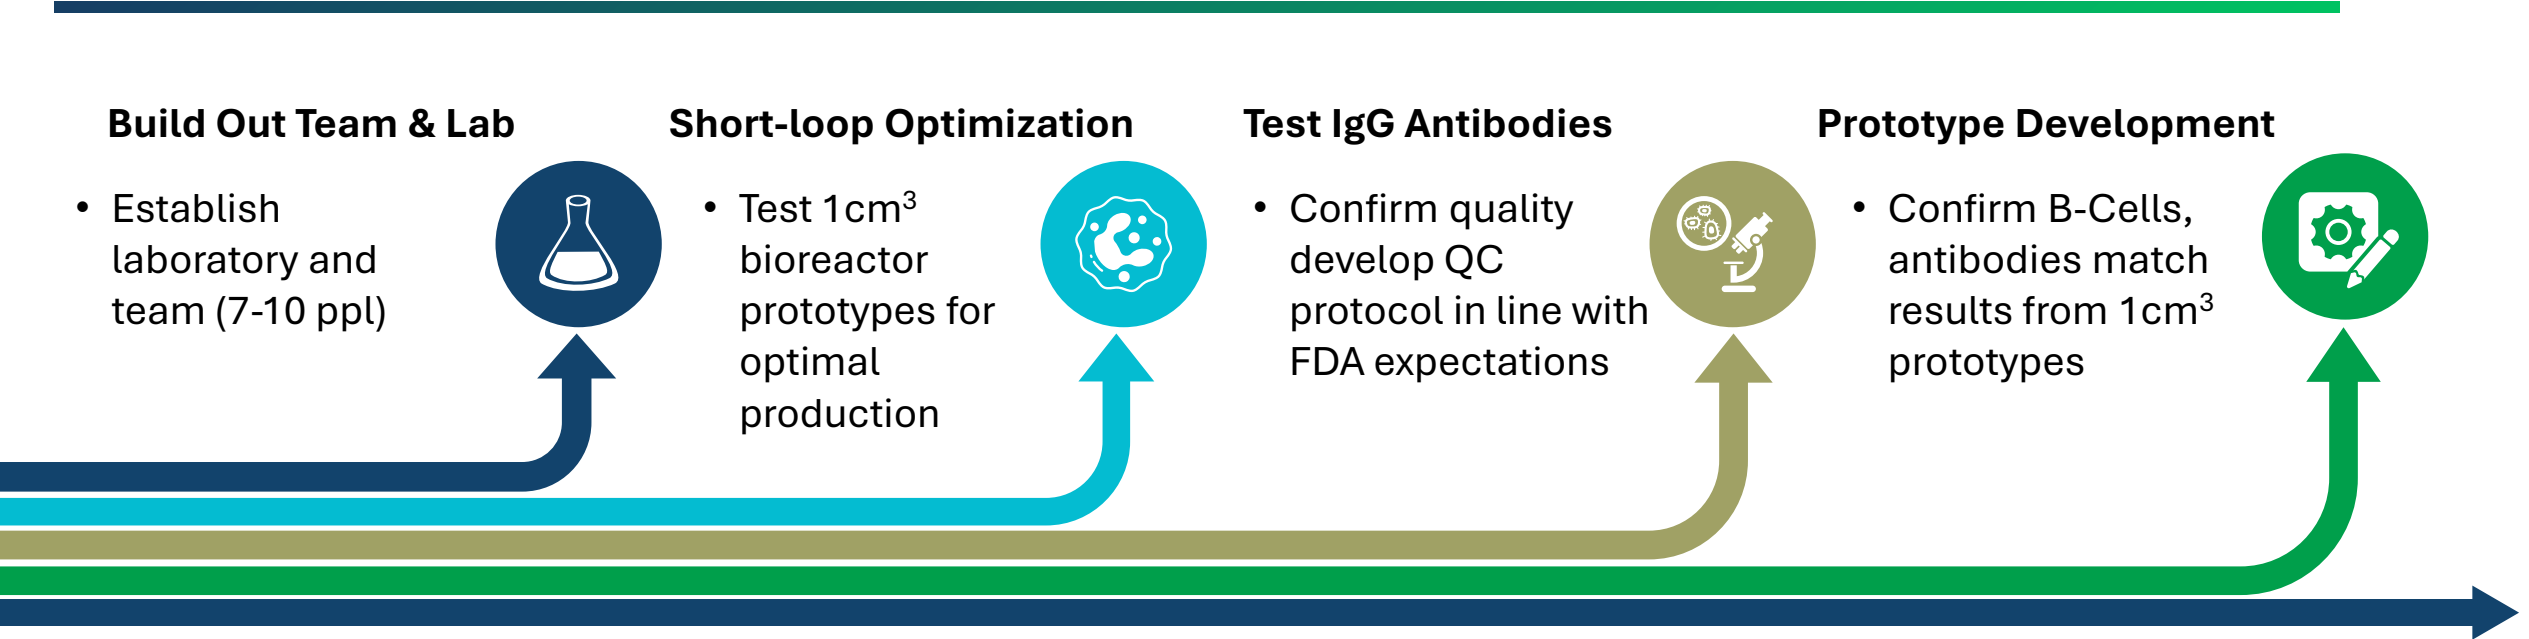 Build Out Team & Lab
• Establish
laboratory and
team (7-10 ppl)
Short-loop Optimization
• Test 1cm³
bioreactor
prototypes for
optimal
production
Test IgG Antibodies
• Confirm quality
develop QC
protocol in line with
FDA expectations
Prototype Development
• Confirm B-Cells,
antibodies match
results from 1cm³
prototypes